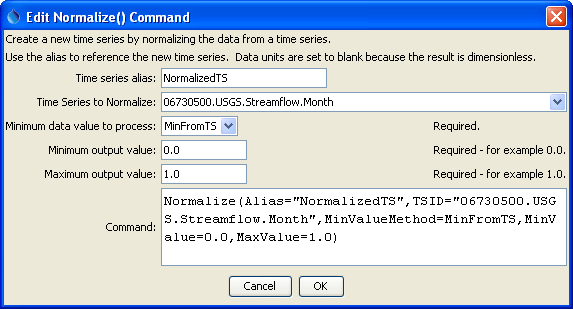 Edit Normalize() Command
Create a new time series by normalizing the data from a time series.
Use the alias to reference the new time series.  Data units are set to blank because the result is dimensionless.
Time series alias: NormalizedTS
Time Series to Normalize: 06730500.USGS.Streamflow.Month
Minimum data value to process: MinFromTS Required.
Minimum output value: 0.0 Required - for example 0.0.
Maximum output value: 1.0 Required - for example 1.0.
Normalize(Alias="NormalizedTS",TSID="06730500.USG
S.Streamflow.Month",MinValueMethod=MinFromTS,MinV
Command: alue=0.0,MaxValue=1.0)
Cancel OK